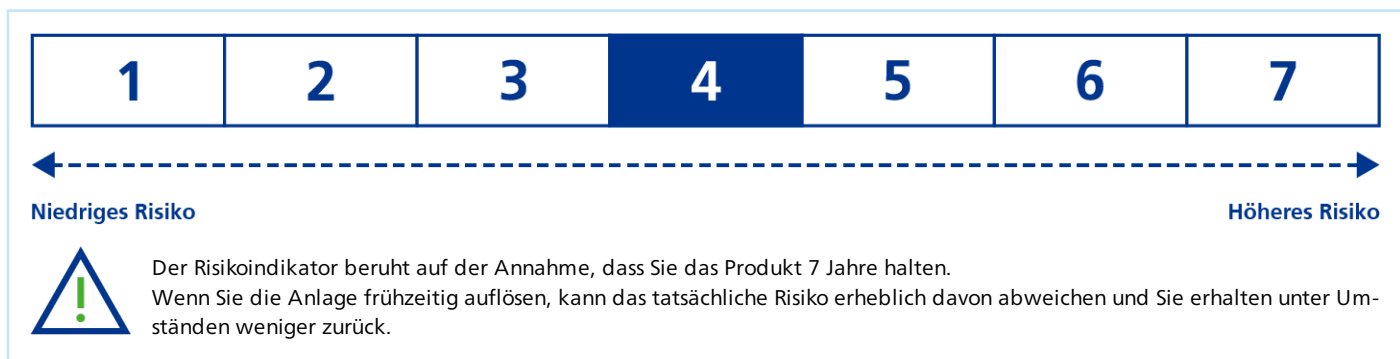 1 2 3 4 5 6 7
Niedriges Risiko Höheres Risiko
Der Risikoindikator beruht auf der Annahme, dass Sie das Produkt 7 Jahre halten.
Wenn Sie die Anlage frühzeitig auflösen, kann das tatsächliche Risiko erheblich davon abweichen und Sie erhalten unter Um-
ständen weniger zurück.